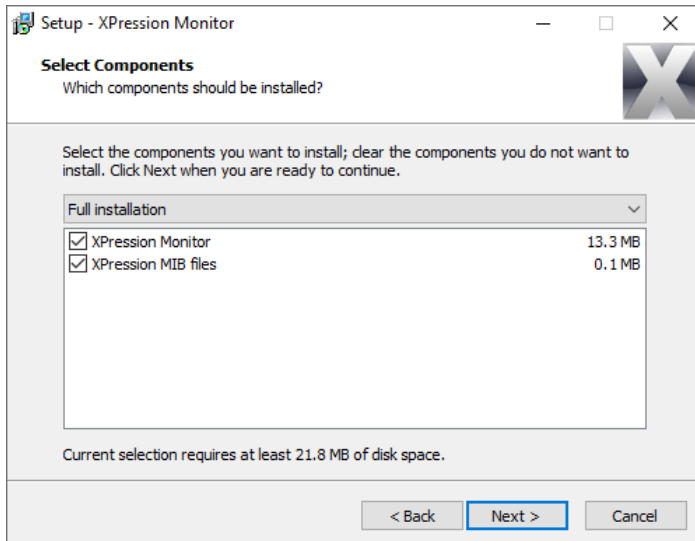 Setup - XPression Monitor
Select Components
Which components should be installed?
Select the components you want to install; clear the components you do not want to
install. Click Next when you are ready to continue.
Full installation
XPression Monitor 13.3 MB
XPression MIB files 0.1 MB
Current selection requires at least 21.8 MB of disk space.
< Back Next > Cancel